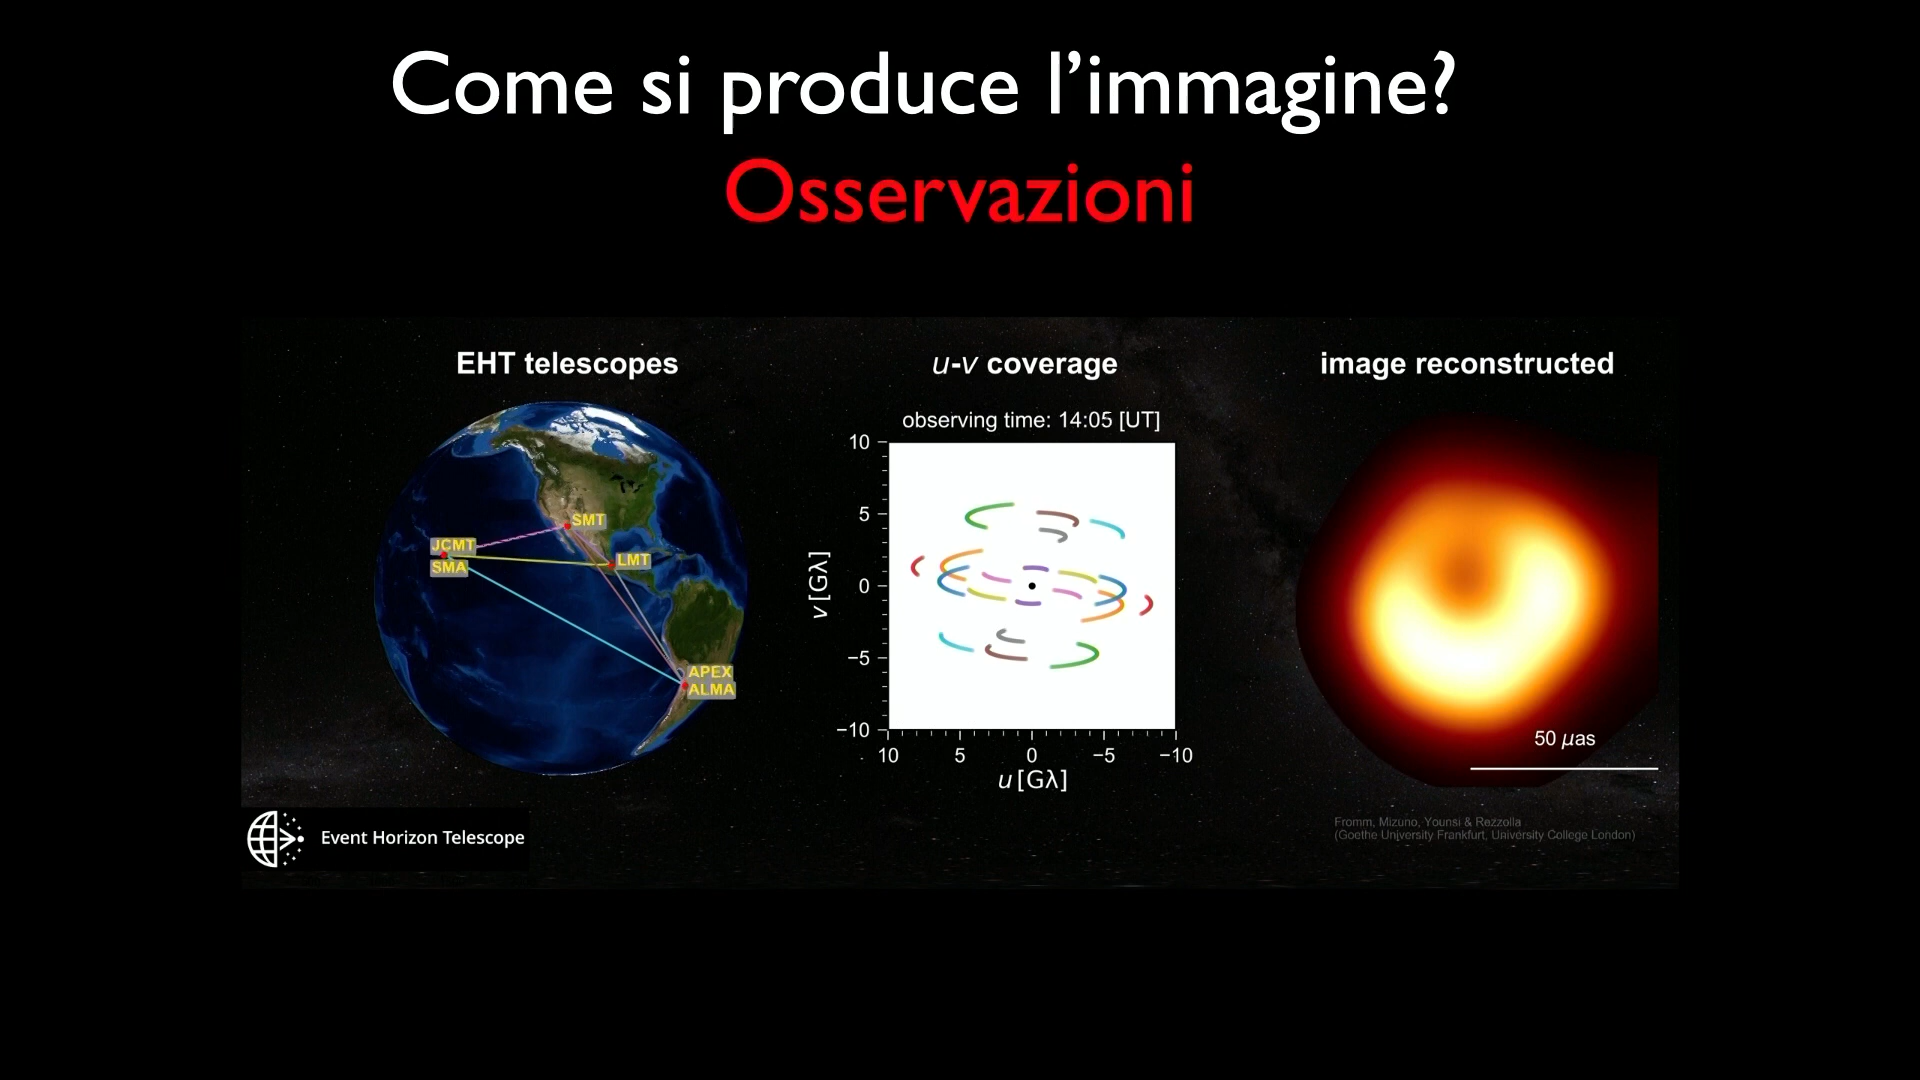 Come si produce l’immagine?
Osservazioni
EHT telescopes
u-v coverage
image reconstructed
observing time: 14:05 [UT]
10
5
0
−5
−10
v [Gλ]
10 5 0 −5 −10
u [Gλ]
SMT
JCMT
SMA
LMT
APEX
ALMA
50 μas
Event Horizon Telescope
Fromm, Mizuno, Younsi & Rezzolla
(Goethe University Frankfurt, University College London)